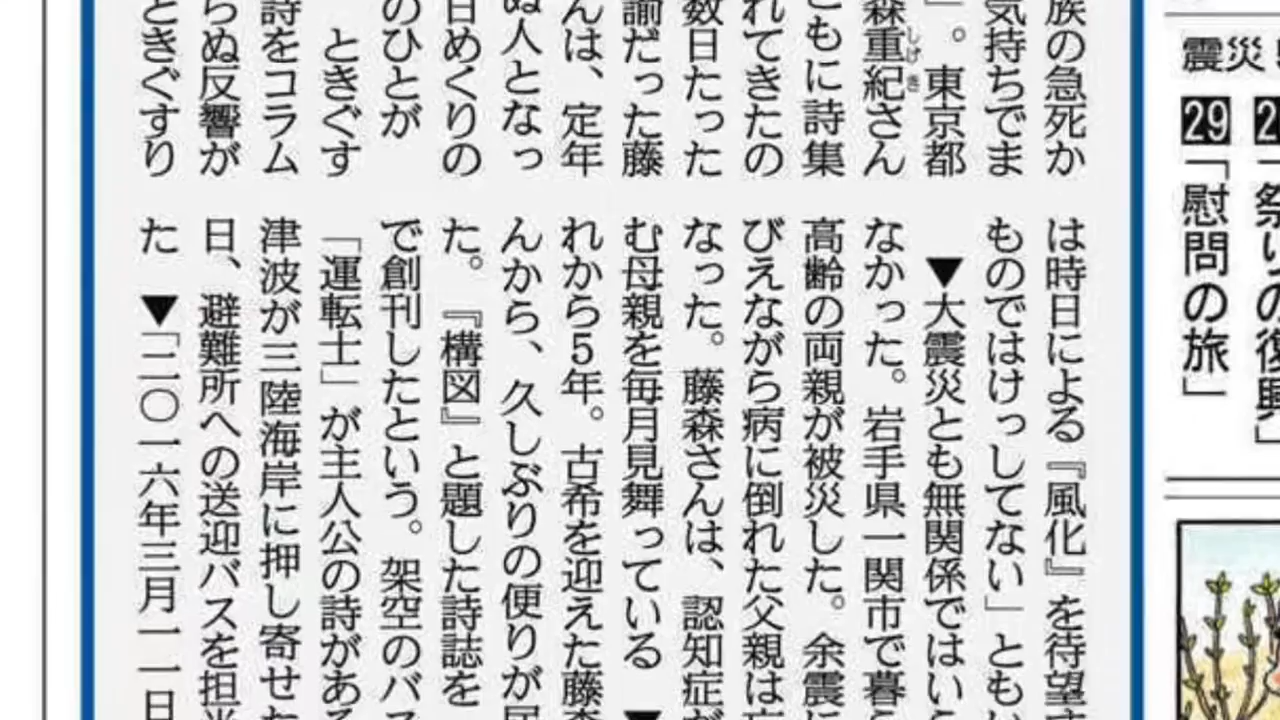 震災
2「祭りの復興」
29「慰問の旅」
族の急死か
気持ちでま
」。東京都
森重紀さん
しげき
ともに詩集
れてきたの
数日たった
諭だった藤
んは、定年
ぬ人となっ
日めくりの
のひとが
ときぐす
詩をコラム
らぬ反響が
ときぐすり
は時日による『風化』を待望す
ものではけっしてない」ともい
▼大震災とも無関係ではいら
なかった。岩手県一関市で暮ら
高齢の両親が被災した。余震に
びえながら病に倒れた父親は亡
なった。藤森さんは、認知症が
む母親を毎月見舞っている ▼
れから5年。古希を迎えた藤森
んから、久しぶりの便りが届
た。『構図』と題した詩誌を
で創刊したという。架空のバス
「運転士」が主人公の詩がある
津波が三陸海岸に押し寄せた
日、避難所への送迎バスを担当
た ▼「二〇一六年三月一一日